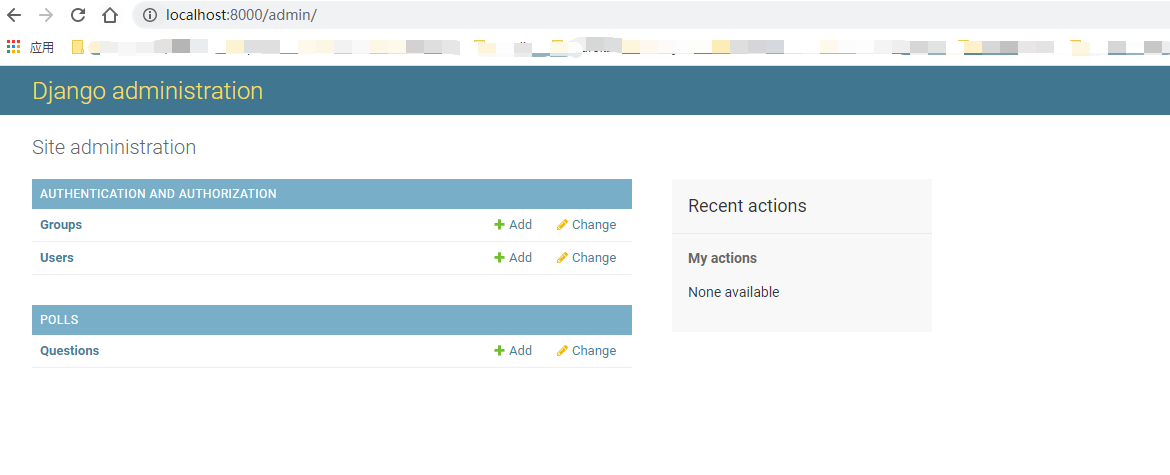 localhost:8000/admin/
应用
Django administration
Site administration
AUTHENTICATION AND AUTHORIZATION
Groups Add Change
Users Add Change
POLLS
Questions Add Change
Recent actions
My actions
None available